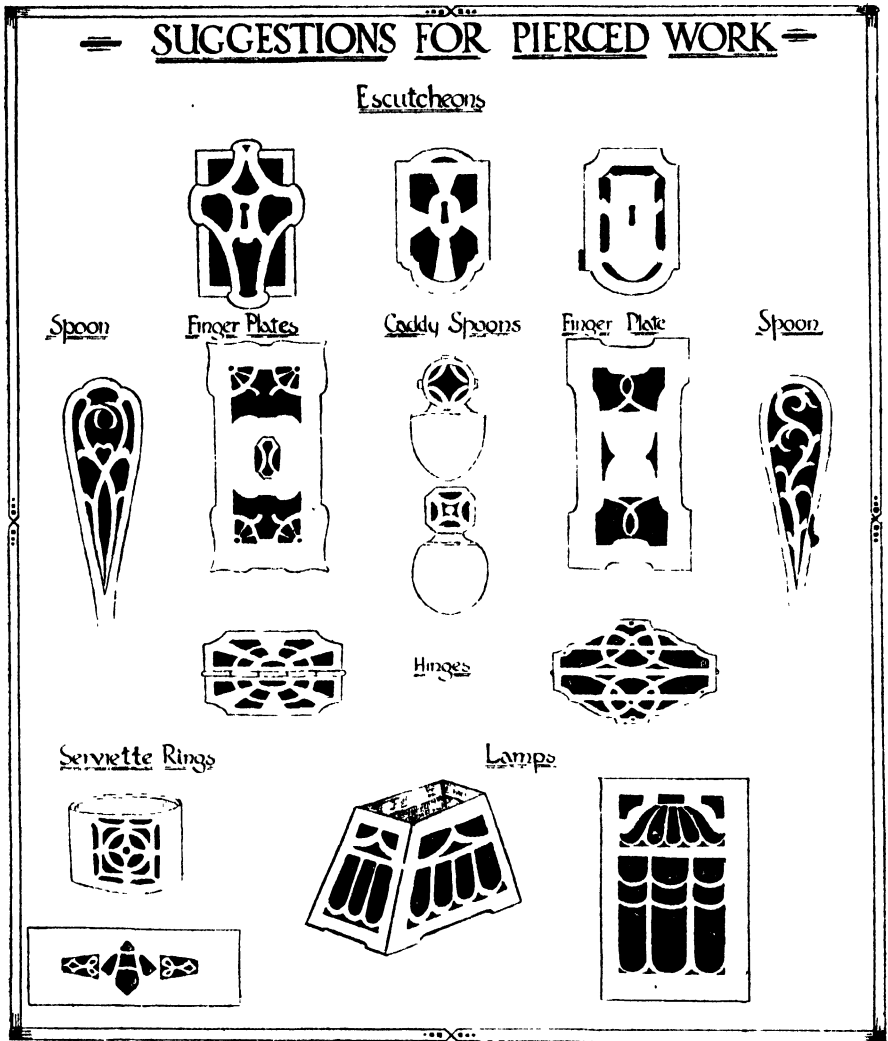 SUGGESTIONS FOR PIERCED WORK
Escutcheons
Spoon
Finger Plates
Caddy Spoons
Finger Plate
Spoon
Hinges
Serviette Rings
Lamps